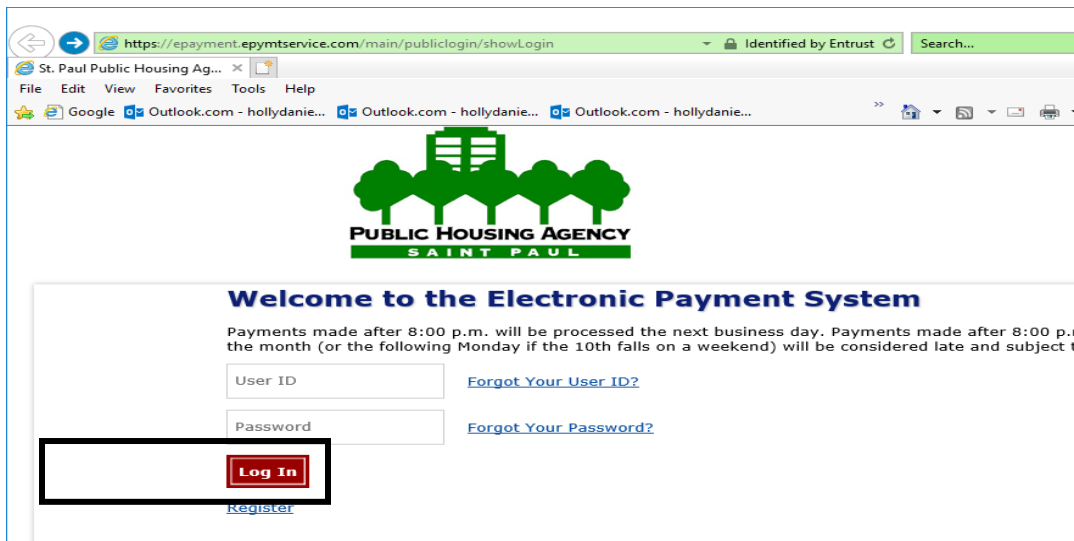 https://epayment.epymtservice.com/main/publiclogin/showLogin Identified by Entrust Search...
St. Paul Public Housing Ag...
File Edit View Favorites Tools Help
Google Outlook.com - hollydanie... Outlook.com - hollydanie... Outlook.com - hollydanie...
PUBLIC HOUSING AGENCY
SAINT PAUL
Welcome to the Electronic Payment System
Payments made after 8:00 p.m. will be processed the next business day. Payments made after 8:00 p.
the month (or the following Monday if the 10th falls on a weekend) will be considered late and subject
User ID Forgot Your User ID?
Password Forgot Your Password?
Log In
Register